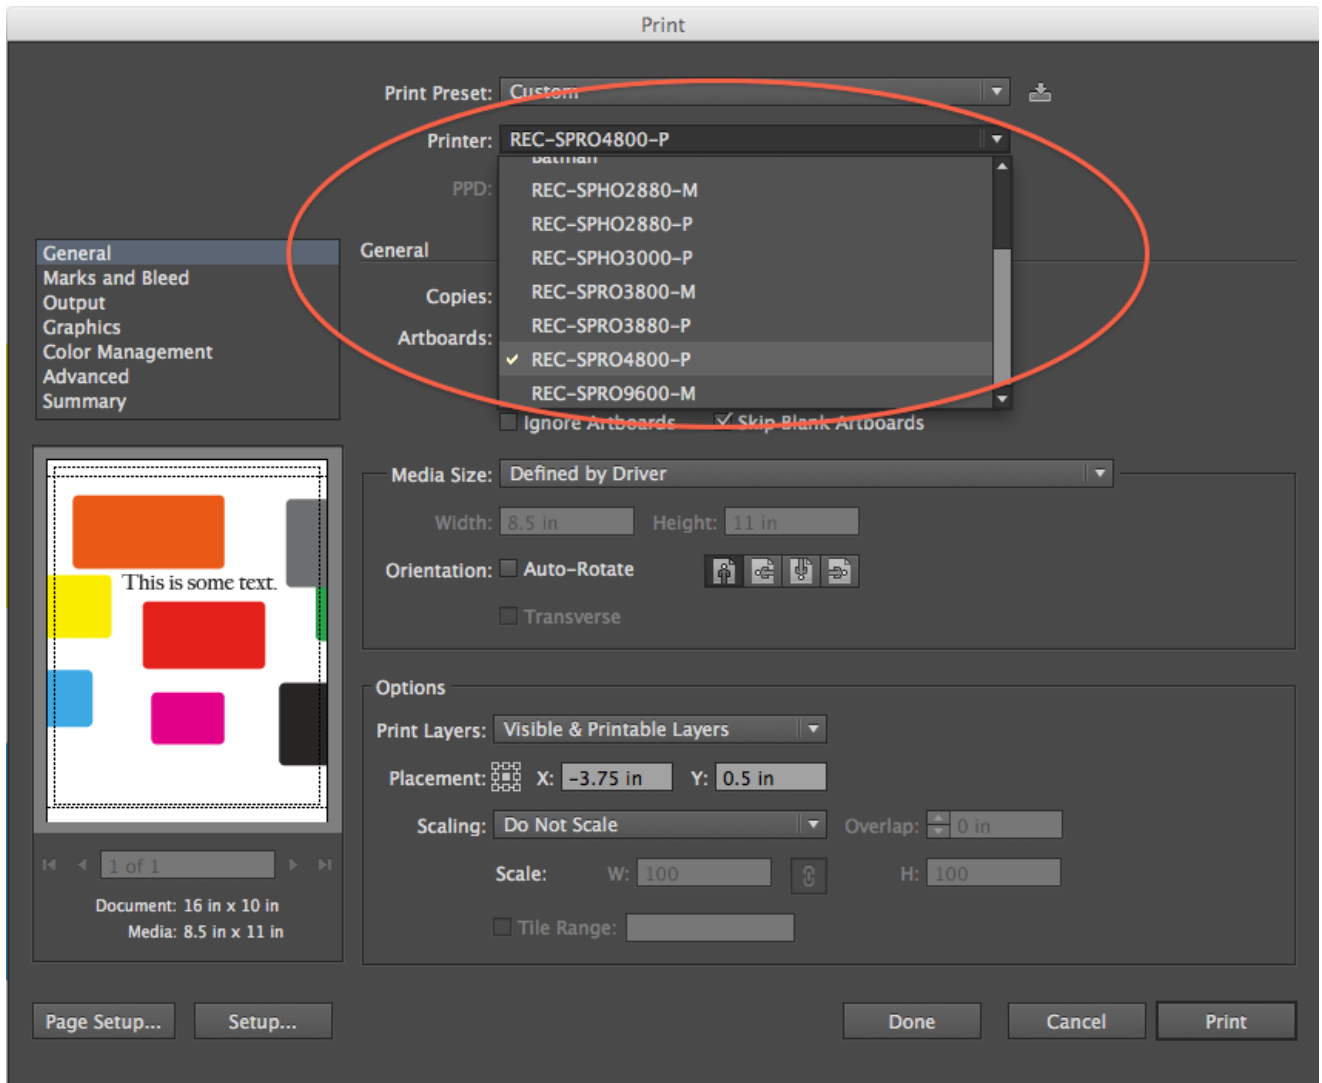 Print
Print Preset: Custom
Printer: REC-SPRO4800-P
Batman
PPD:
REC-SPHO2880-M
REC-SPHO2880-P
REC-SPHO3000-P
REC-SPRO3800-M
REC-SPRO3880-P
REC-SPRO4800-P
REC-SPRO9600-M
General
Marks and Bleed
Output
Graphics
Color Management
Advanced
Summary
General
Copies:
Artboards:
Ignore Artboards Skip Blank Artboards
Media Size: Defined by Driver
Width: 8.5 in Height: 11 in
Orientation: Auto-Rotate
Transverse
This is some text.
1 of 1
Document: 16 in x 10 in
Media: 8.5 in x 11 in
Options
Print Layers: Visible & Printable Layers
Placement: X: -3.75 in Y: 0.5 in
Scaling: Do Not Scale Overlap: 0 in
Scale: W: 100 H: 100
Tile Range:
Page Setup... Setup... Done Cancel Print